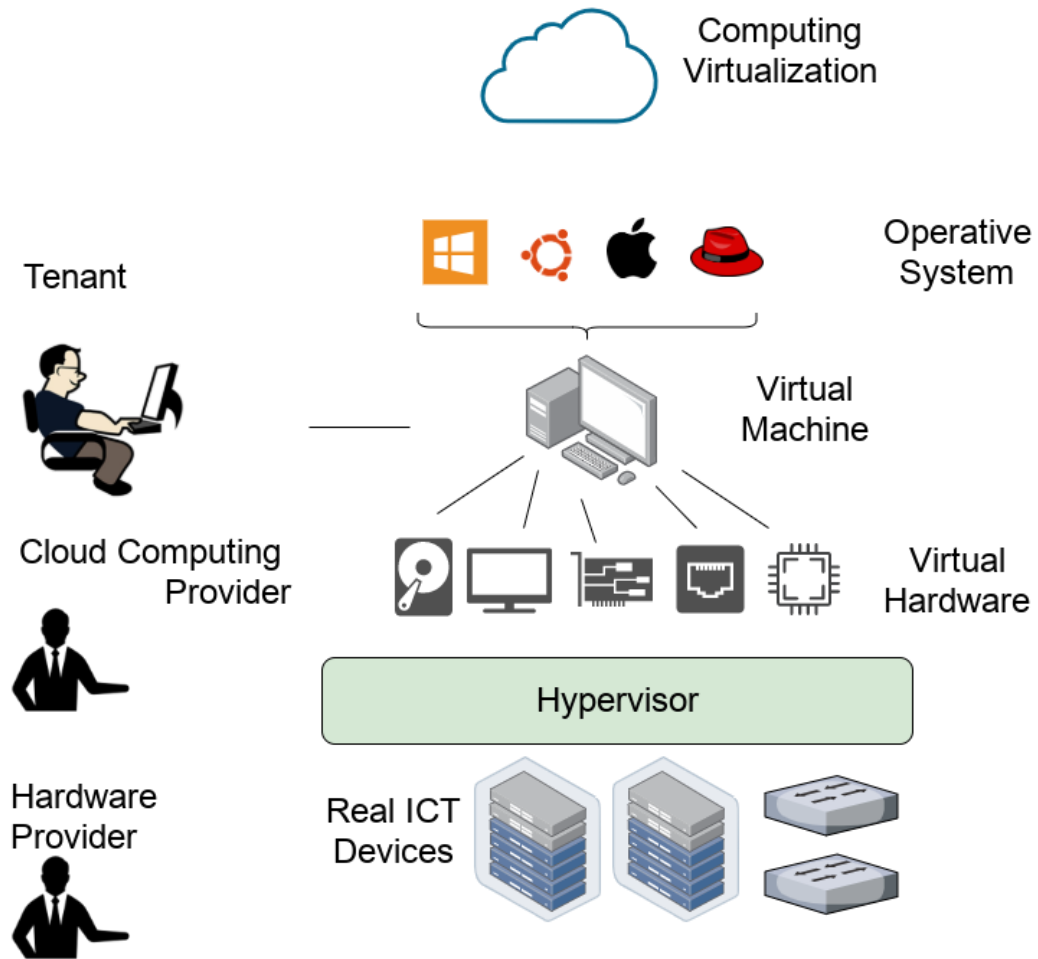 Computing
Virtualization
Operative
System
Tenant
Virtual
Machine
Cloud Computing
Provider
Virtual
Hardware
Hypervisor
Hardware
Provider
Real ICT
Devices